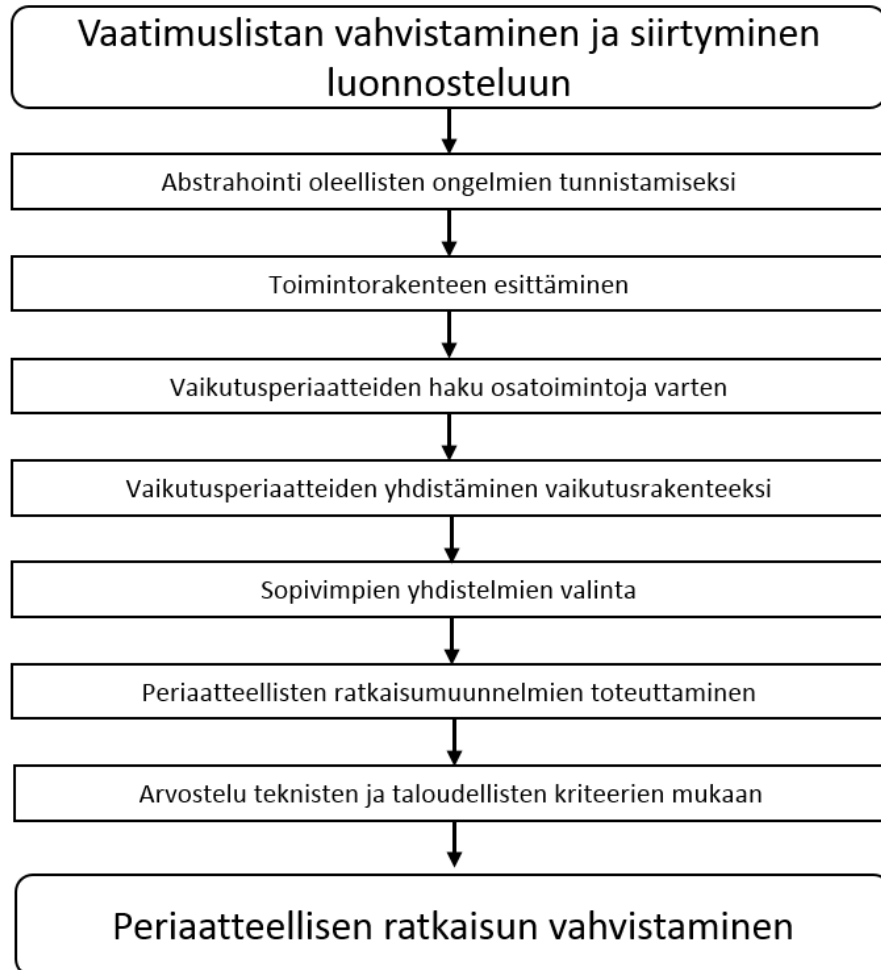 Vaatimuslistan vahvistaminen ja siirtyminen
luonnosteluun
Abstrahointi oleellisten ongelmien tunnistamiseksi
Toimintorakenteen esittäminen
Vaikutusperiaatteiden haku osatoimintoja varten
Vaikutusperiaatteiden yhdistäminen vaikutusrakenteeksi
Sopivimpien yhdistelmien valinta
Periaatteellisten ratkaisumuunnelmien toteuttaminen
Arvostelu teknisten ja taloudellisten kriteerien mukaan
Periaatteellisen ratkaisun vahvistaminen